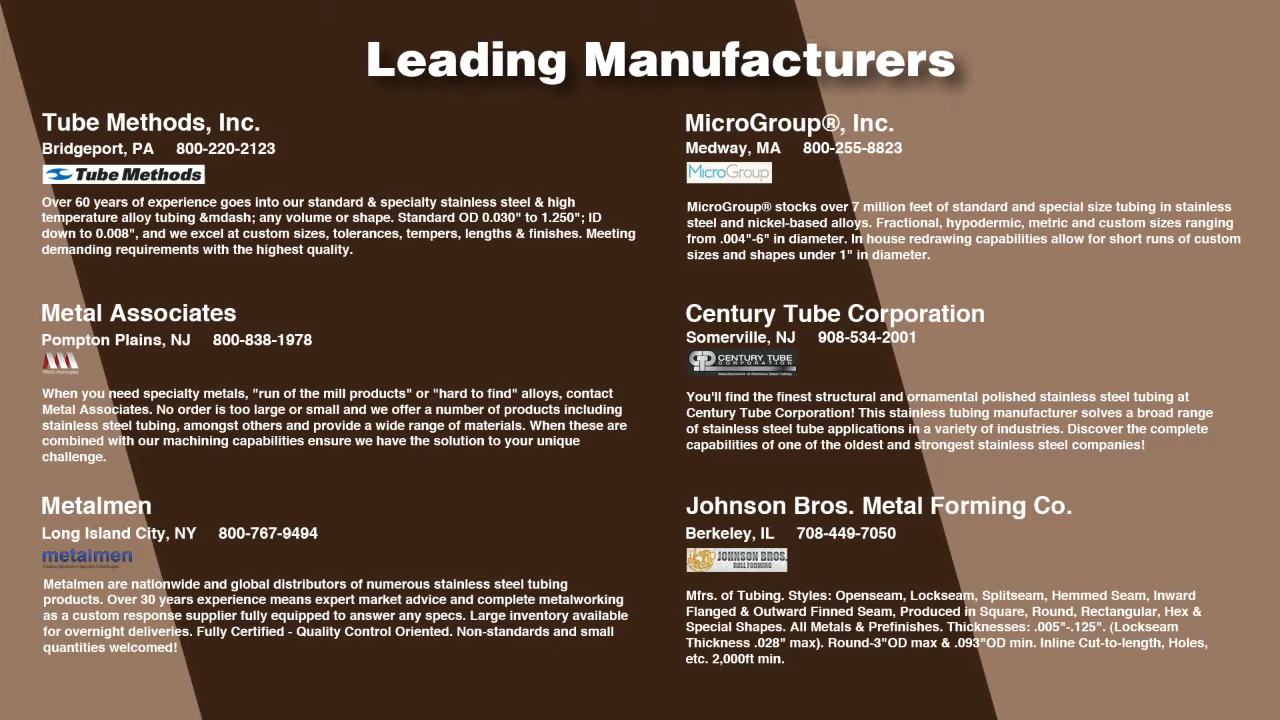 Leading Manufacturers
Tube Methods, Inc.
Bridgeport, PA 800-220-2123
Tube Methods
Over 60 years of experience goes into our standard & specialty stainless steel & high
temperature alloy tubing &mdash; any volume or shape. Standard OD 0.030" to 1.250"; ID
down to 0.008", and we excel at custom sizes, tolerances, tempers, lengths & finishes. Meeting
demanding requirements with the highest quality.
Metal Associates
Pompton Plains, NJ 800-838-1978
Metal Associates
When you need specialty metals, "run of the mill products" or "hard to find" alloys, contact
Metal Associates. No order is too large or small and we offer a number of products including
stainless steel tubing, amongst others and provide a wide range of materials. When these are
combined with our machining capabilities ensure we have the solution to your unique
challenge.
Metalmen
Long Island City, NY 800-767-9494
metalmen
Metalmen are nationwide and global distributors of numerous stainless steel tubing
products. Over 30 years experience means expert market advice and complete metalworking
as a custom response supplier fully equipped to answer any specs. Large inventory available
for overnight deliveries. Fully Certified - Quality Control Oriented. Non-standards and small
quantities welcomed!
MicroGroup®, Inc.
Medway, MA 800-255-8823
MicroGroup
MicroGroup® stocks over 7 million feet of standard and special size tubing in stainless
steel and nickel-based alloys. Fractional, hypodermic, metric and custom sizes ranging
from .004"-6" in diameter. In house redrawing capabilities allow for short runs of custom
sizes and shapes under 1" in diameter.
Century Tube Corporation
Somerville, NJ 908-534-2001
CENTURY TUBE
CORPORATION
Manufacturers of Stainless Steel Tubing
You'll find the finest structural and ornamental polished stainless steel tubing at
Century Tube Corporation! This stainless tubing manufacturer solves a broad range
of stainless steel tube applications in a variety of industries. Discover the complete
capabilities of one of the oldest and strongest stainless steel companies!
Johnson Bros. Metal Forming Co.
Berkeley, IL 708-449-7050
JOHNSON BROS.
ROLL FORMING
Mfrs. of Tubing. Styles: Openseam, Lockseam, Splitseam, Hemmed Seam, Inward
Flanged & Outward Finned Seam, Produced in Square, Round, Rectangular, Hex &
Special Shapes. All Metals & Prefinishes. Thicknesses: .005"-.125". (Lockseam
Thickness .028" max). Round-3"OD max & .093"OD min. Inline Cut-to-length, Holes,
etc. 2,000ft min.